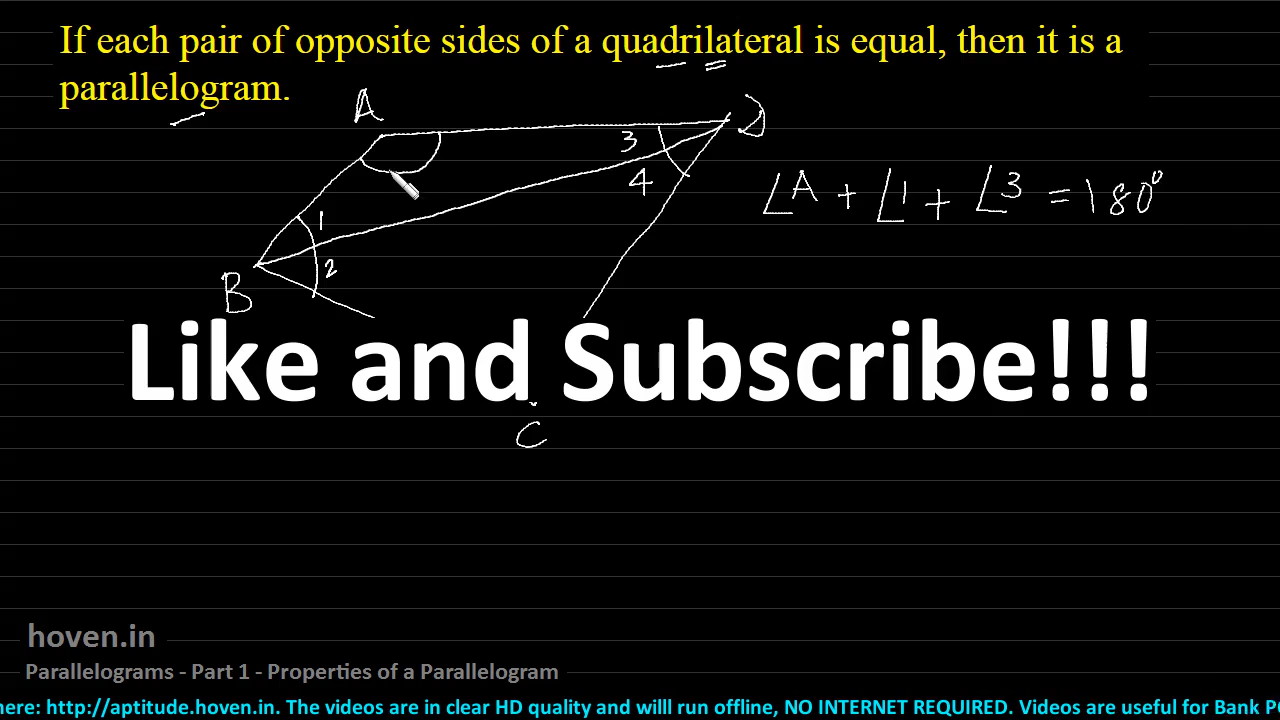 If each pair of opposite sides of a quadrilateral is equal, then it is a
parallelogram.
A
D
3
4
∠A + ∠1 + ∠3 = 180°
1
2
B
Like and Subscribe!!!
C
hoven.in
Parallelograms - Part 1 - Properties of a Parallelogram
here: http://aptitude.hoven.in. The videos are in clear HD quality and willl run offline, NO INTERNET REQUIRED. Videos are useful for Bank P